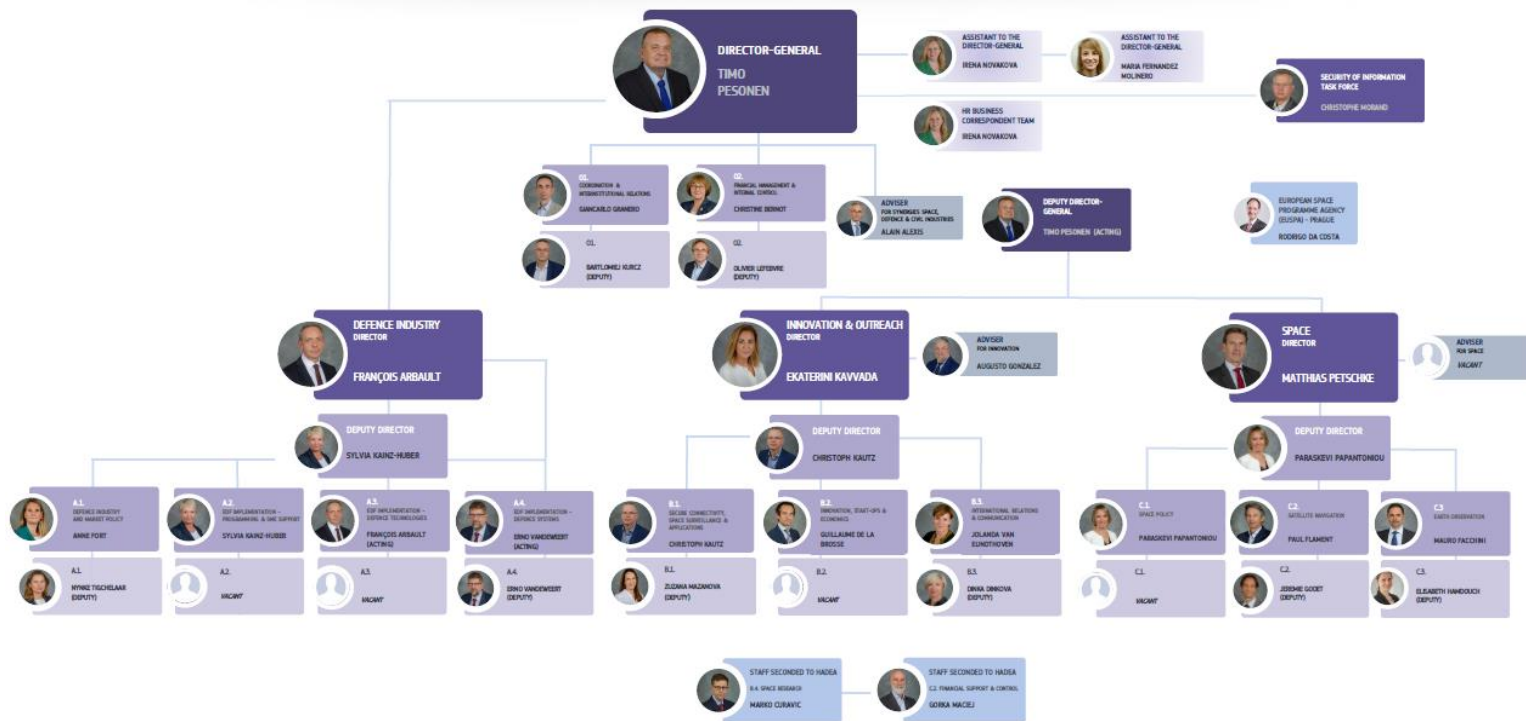 DIRECTOR-GENERAL
TIMO
PESONEN
ASSISTANT TO THE
DIRECTOR-GENERAL
IRENA NOVAKOVA
ASSISTANT TO THE
DIRECTOR-GENERAL
MARIA FERNANDEZ
MOLINERO
SECURITY OF INFORMATION
TASK FORCE
CHRISTOPHE MORAND
HR BUSINESS
CORRESPONDENT TEAM
IRENA NOVAKOVA
01.
COORDINATION &
INTERINSTITUTIONAL RELATIONS
GIANCARLO GRANERO
02.
FINANCIAL MANAGEMENT &
INTERNAL CONTROL
CHRISTINE BERNOT
01.
BARTLOMIEJ KURCZ
(DEPUTY)
02.
OLIVIER LEFEBVRE
(DEPUTY)
ADVISER
FOR SYNERGIES SPACE,
DEFENCE & CIVIL INDUSTRIES
ALAIN ALEXIS
DEPUTY DIRECTOR-
GENERAL
TIMO PESONEN (ACTING)
EUROPEAN SPACE
PROGRAMME AGENCY
(EUSPA) - PRAGUE
RODRIGO DA COSTA
DEFENCE INDUSTRY
DIRECTOR
FRANÇOIS ARBAULT
INNOVATION & OUTREACH
DIRECTOR
EKATERINI KAVVADA
ADVISER
FOR INNOVATION
AUGUSTO GONZALEZ
SPACE
DIRECTOR
MATTHIAS PETSCHKE
ADVISER
FOR SPACE
VACANT
DEPUTY DIRECTOR
SYLVIA KAINZ-HUBER
DEPUTY DIRECTOR
CHRISTOPH KAUTZ
DEPUTY DIRECTOR
PARASKEVI PAPANTONIOU
A.1.
DEFENCE INDUSTRY
AND MARKET POLICY
ANNE FORT
A.2.
EDF IMPLEMENTATION -
PROGRAMMING & SME SUPPORT
SYLVIA KAINZ-HUBER
A.3.
EDF IMPLEMENTATION -
DEFENCE TECHNOLOGIES
FRANÇOIS ARBAULT
(ACTING)
A.4.
EDF IMPLEMENTATION -
DEFENCE SYSTEMS
ERNO VANDEWEERT
(ACTING)
B.1.
SECURE CONNECTIVITY,
SPACE SURVEILLANCE &
APPLICATIONS
CHRISTOPH KAUTZ
B.2.
INNOVATION, START-UPS &
ECONOMICS
GUILLAUME DE LA
BROSSE
B.3.
INTERNATIONAL RELATIONS
& COMMUNICATION
JOLANDA VAN
EIJNDTHOVEN
C.1.
SPACE POLICY
PARASKEVI PAPANTONIOU
C.2.
SATELLITE NAVIGATION
PAUL FLAMENT
C.3
EARTH OBSERVATION
MAURO FACCHINI
A.1.
NYNKE TIGCHELAAR
(DEPUTY)
A.2.
VACANT
A.3.
VACANT
A.4.
ERNO VANDEWEERT
(DEPUTY)
B.1.
ZUZANA MAZANOVA
(DEPUTY)
B.2.
VACANT
B.3.
DINKA DINKOVA
(DEPUTY)
C.1.
VACANT
C.2.
JEREMIE GODET
(DEPUTY)
C.3.
ELISABETH HAMDOUCH
(DEPUTY)
STAFF SECONDED TO HADEA
B.4. SPACE RESEARCH
MARKO CURAVIC
STAFF SECONDED TO HADEA
C.2. FINANCIAL SUPPORT & CONTROL
GORKA MACIEJ